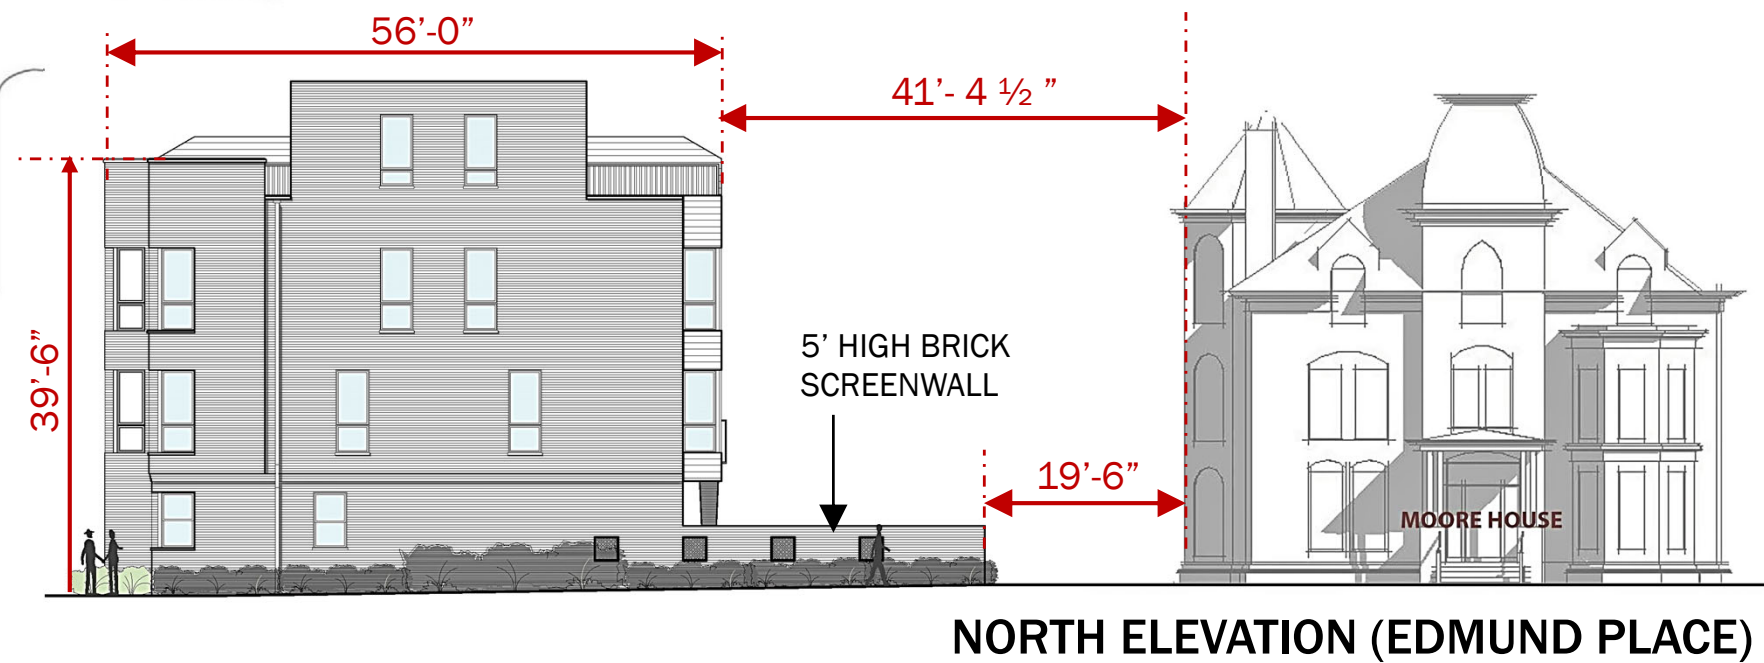 56’-0”
41’- 4 ½ ”
39’-6”
5’ HIGH BRICK
SCREENWALL
19’-6”
MOORE HOUSE
NORTH ELEVATION (EDMUND PLACE)